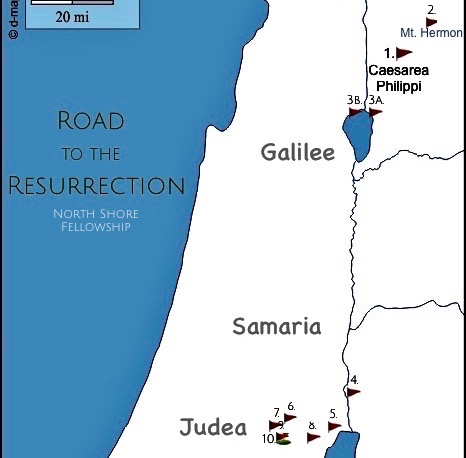 © d-ma
20 mi
2.
Mt. Hermon
1.
Caesarea
Philippi
3B. 3A.
ROAD
TO THE
RESURRECTION
NORTH SHORE
FELLOWSHIP
Galilee
Samaria
4.
Judea
7. 6.
9. 8. 5.
10.